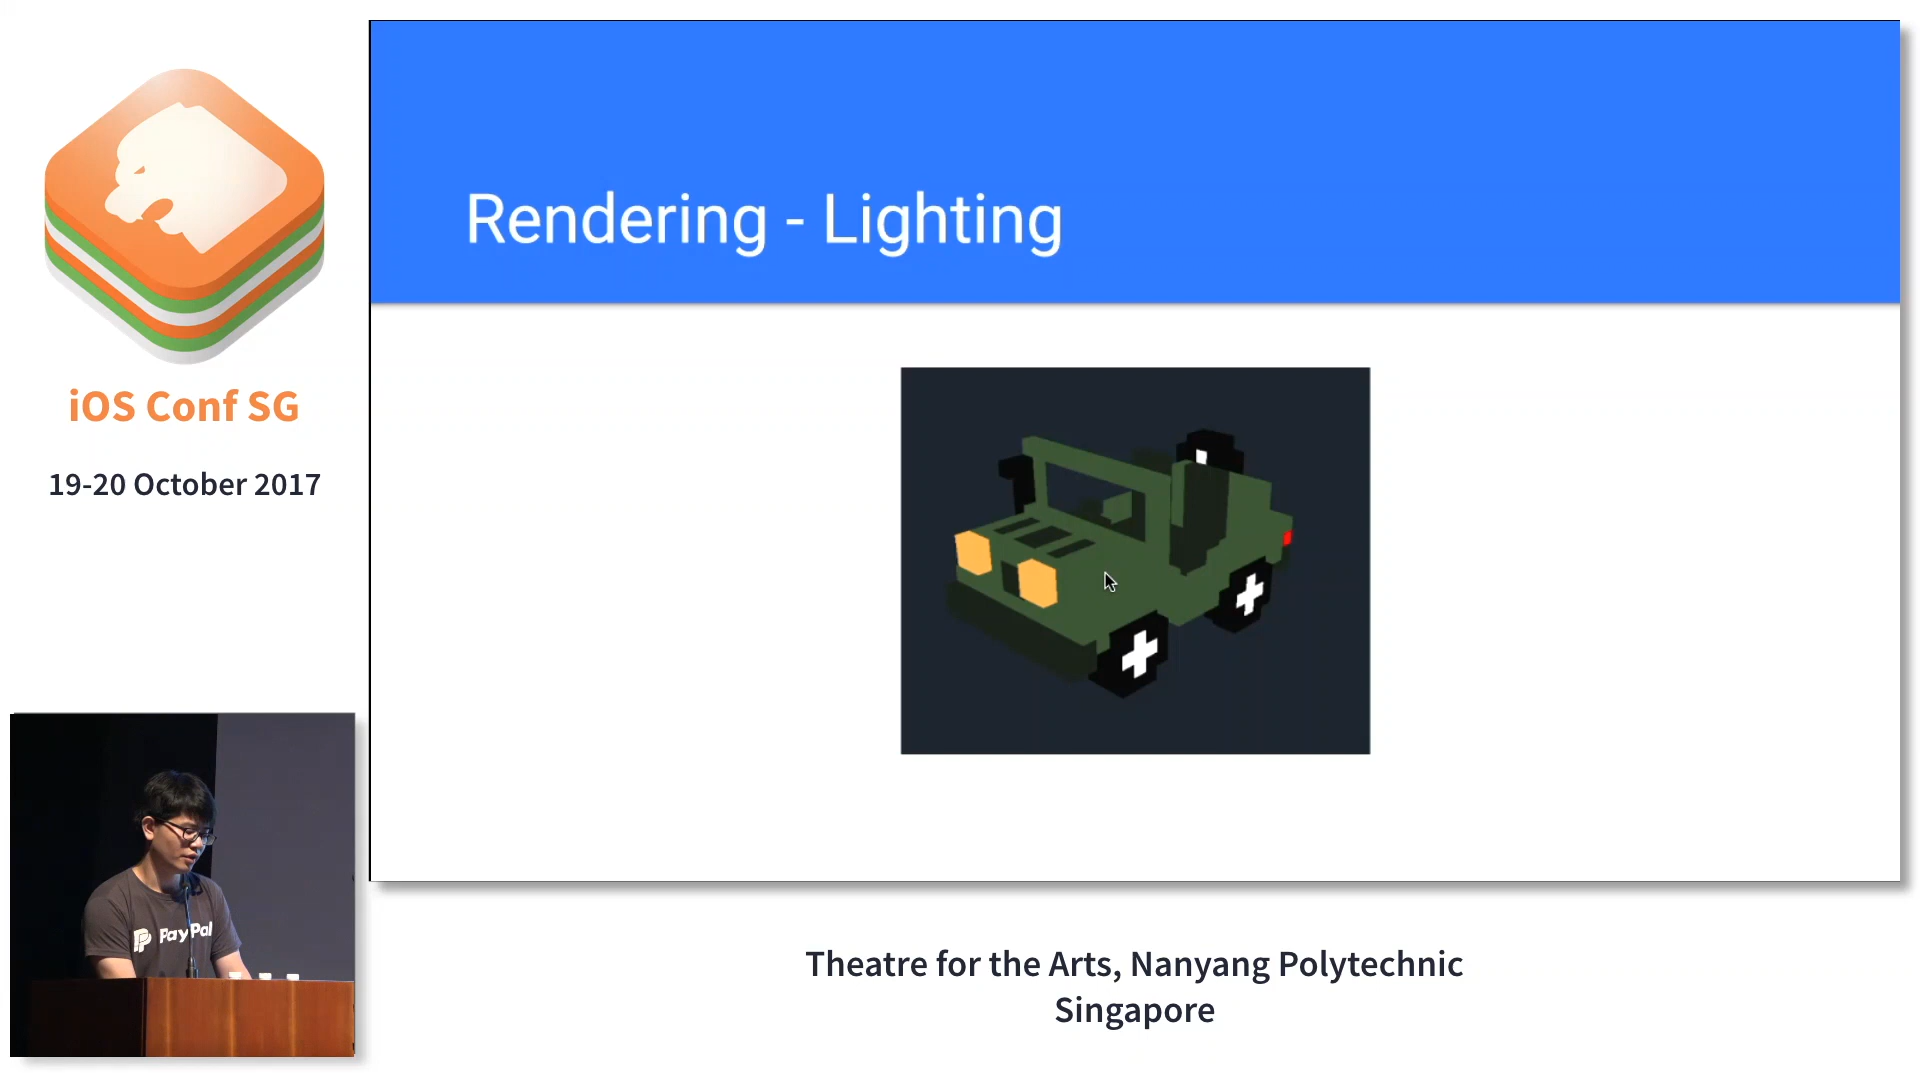 Rendering - Lighting
iOS Conf SG
19-20 October 2017
PayPal
Theatre for the Arts, Nanyang Polytechnic
Singapore